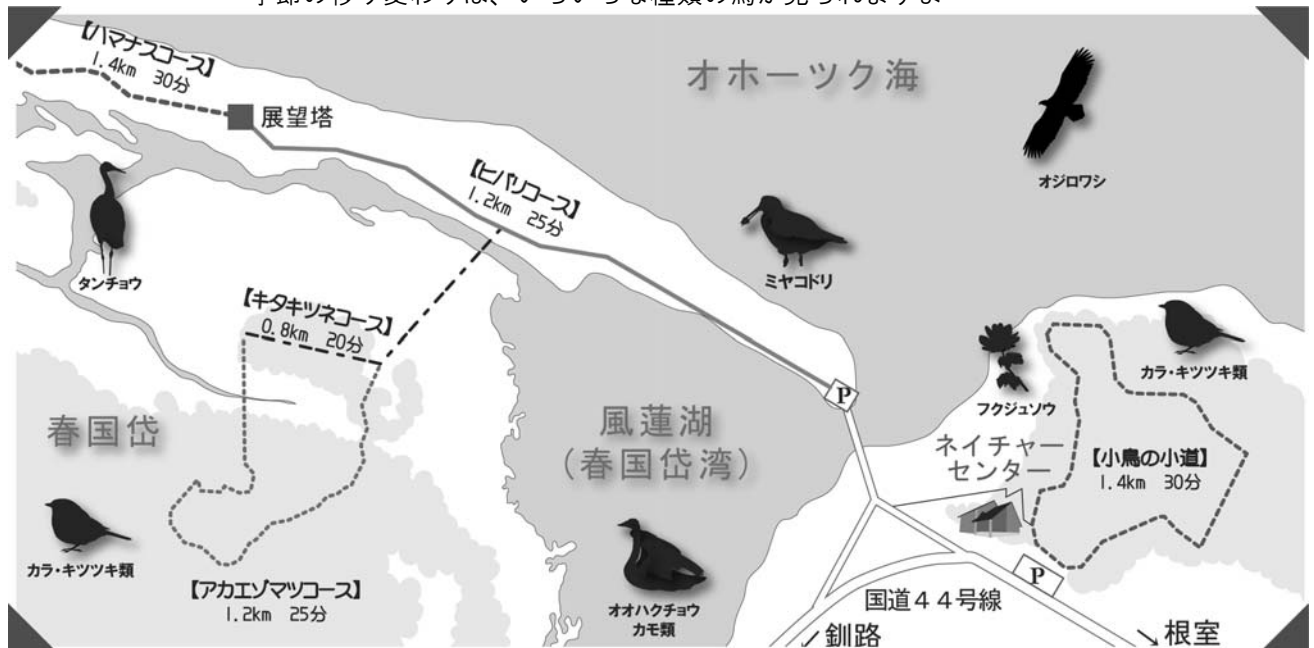 【ハマナスコース】
1.4km 30分
オホーツク海
展望塔
オジロワシ
【ヒバリコース】
1.2km 25分
ミヤコドリ
タンチョウ
【キタキツネコース】
0.8km 20分
カラ・キツツキ類
P
フクジュソウ
春国岱
風蓮湖
(春国岱湾)
ネイチャー
センター
【小鳥の小道】
1.4km 30分
カラ・キツツキ類
【アカエゾマツコース】
1.2km 25分
オオハクチョウ
カモ類
P
国道44号線
釧路
根室